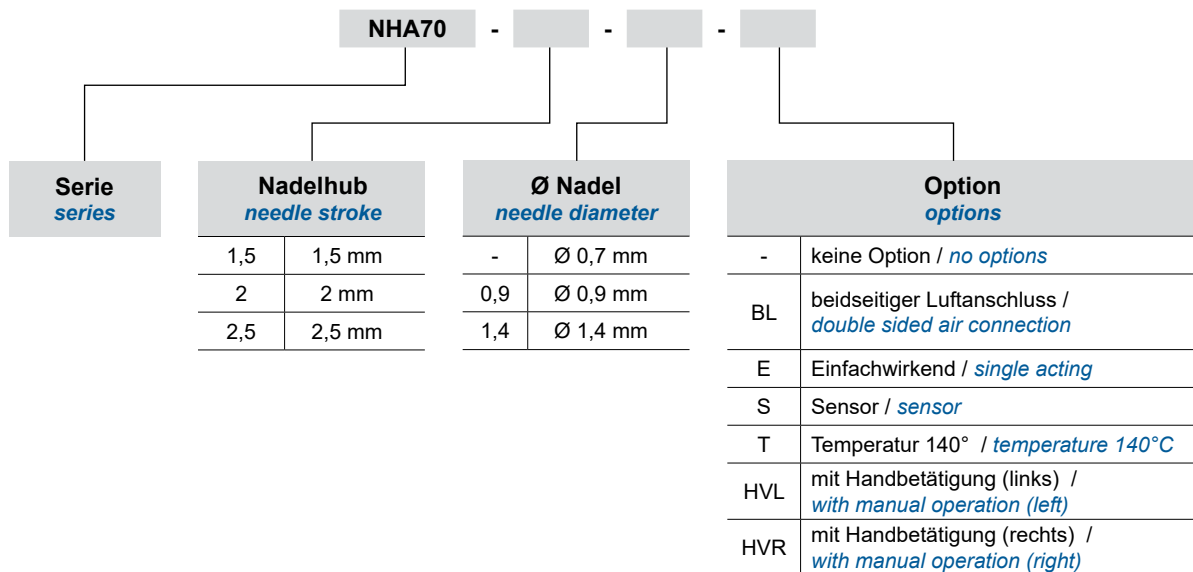 NHA70 - - -
Serie
series
Nadelhub
needle stroke
1,5 1,5 mm
2 2 mm
2,5 2,5 mm
Ø Nadel
needle diameter
- Ø 0,7 mm
0,9 Ø 0,9 mm
1,4 Ø 1,4 mm
Option
options
- keine Option / no options
BL beidseitiger Luftanschluss /
double sided air connection
E Einfachwirkend / single acting
S Sensor / sensor
T Temperatur 140° / temperature 140°C
HVL mit Handbetätigung (links) /
with manual operation (left)
HVR mit Handbetätigung (rechts) /
with manual operation (right)